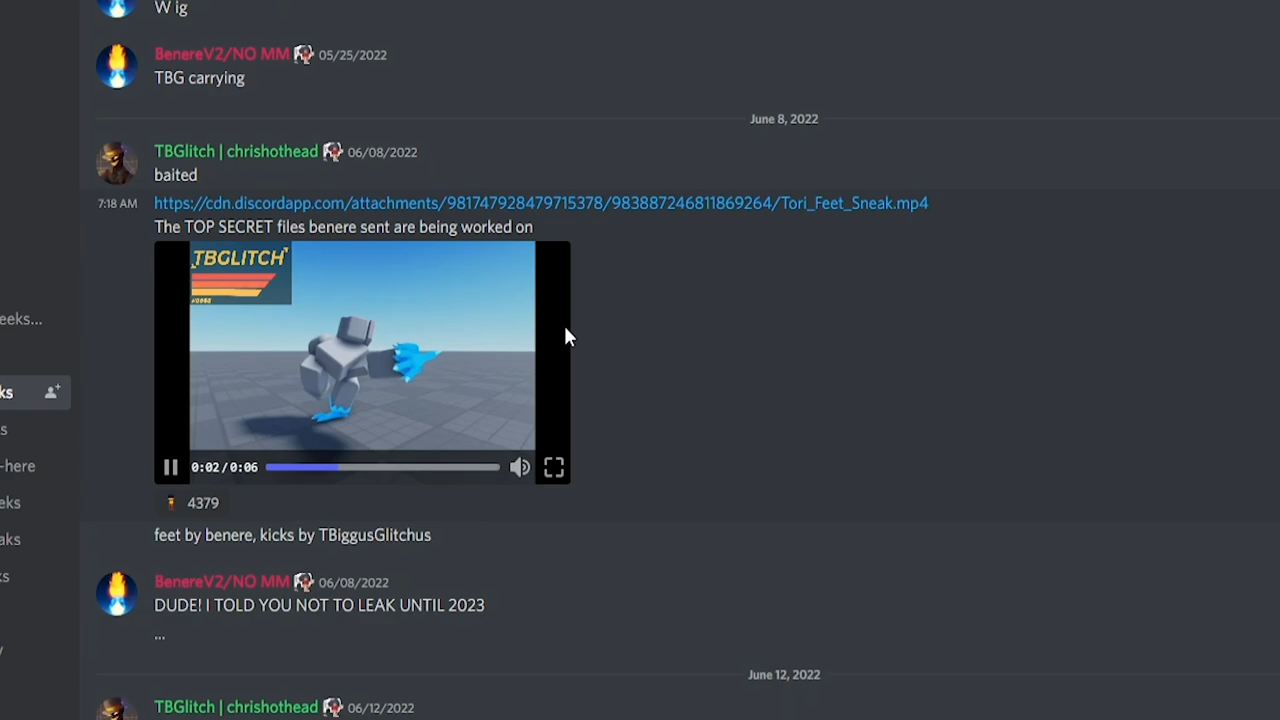 W ig
BenereV2/NO MM 05/25/2022
TBG carrying
June 8, 2022
TBGlitch | chrishothead 06/08/2022
baited
7:18 AM https://cdn.discordapp.com/attachments/981747928479715378/983887246811869264/Tori_Feet_Sneak.mp4
The TOP SECRET files benere sent are being worked on
TBGLITCH
eeks...
ks
s
-here
0:02/0:06
eks
4379
feet by benere, kicks by TBiggusGlitchus
aks
s
BenereV2/NO MM 06/08/2022
DUDE! I TOLD YOU NOT TO LEAK UNTIL 2023
...
y
June 12, 2022
TBGlitch | chrishothead 06/12/2022